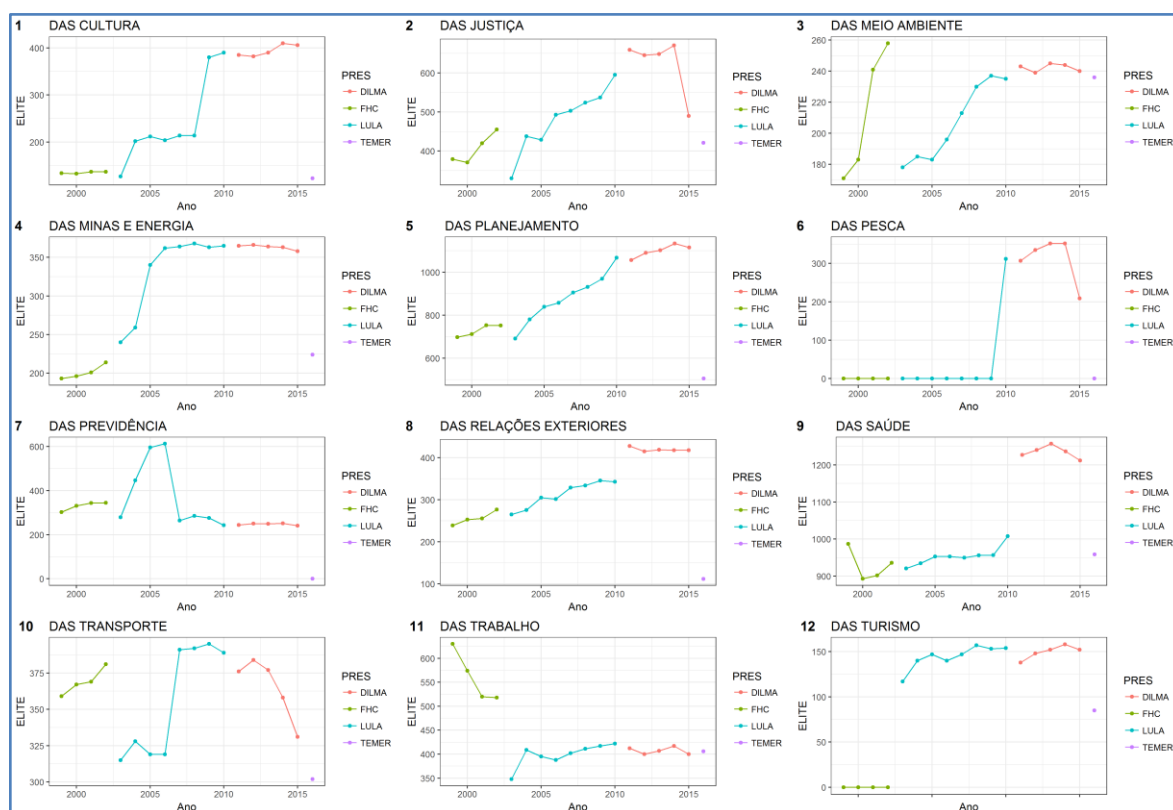 1 DAS CULTURA
400
300
200
ELITE
2000 2005 2010 2015
Ano
PRES
DILMA
FHC
LULA
TEMER
2 DAS JUSTIÇA
600
500
400
ELITE
2000 2005 2010 2015
Ano
PRES
DILMA
FHC
LULA
TEMER
3 DAS MEIO AMBIENTE
260
240
220
200
180
ELITE
2000 2005 2010 2015
Ano
PRES
DILMA
FHC
LULA
TEMER
4 DAS MINAS E ENERGIA
350
300
250
200
ELITE
2000 2005 2010 2015
Ano
PRES
DILMA
FHC
LULA
TEMER
5 DAS PLANEJAMENTO
1000
800
600
ELITE
2000 2005 2010 2015
Ano
PRES
DILMA
FHC
LULA
TEMER
6 DAS PESCA
300
200
100
0
ELITE
2000 2005 2010 2015
Ano
PRES
DILMA
FHC
LULA
TEMER
7 DAS PREVIDÊNCIA
600
400
200
0
ELITE
2000 2005 2010 2015
Ano
PRES
DILMA
FHC
LULA
TEMER
8 DAS RELAÇÕES EXTERIORES
400
300
200
100
ELITE
2000 2005 2010 2015
Ano
PRES
DILMA
FHC
LULA
TEMER
9 DAS SAÚDE
1200
1100
1000
900
ELITE
2000 2005 2010 2015
Ano
PRES
DILMA
FHC
LULA
TEMER
10 DAS TRANSPORTE
375
350
325
300
ELITE
2000 2005 2010 2015
Ano
PRES
DILMA
FHC
LULA
TEMER
11 DAS TRABALHO
600
550
500
450
400
350
ELITE
2000 2005 2010 2015
Ano
PRES
DILMA
FHC
LULA
TEMER
12 DAS TURISMO
150
100
50
0
ELITE
2000 2005 2010 2015
Ano
PRES
DILMA
FHC
LULA
TEMER